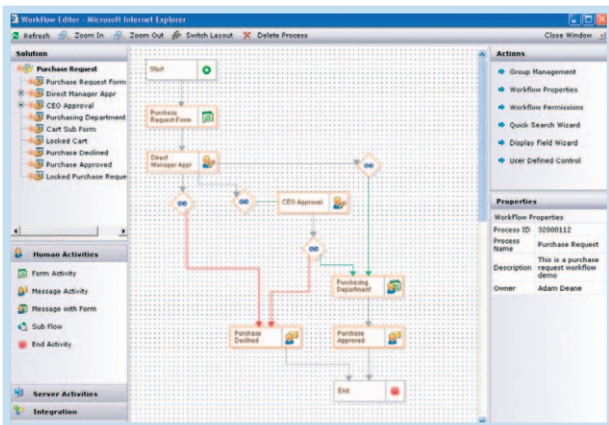 Workflow Editor - Microsoft Internet Explorer
Refresh Zoom In Zoom Out Switch Layout Delete Process Close Window
Solution
Purchase Request
Purchase Request Form
Direct Manager Appr
CEO Approval
Purchasing Department
Cart Sub Form
Locked Cart
Purchase Declined
Purchase Approved
Locked Purchase Reque
Human Activities
Form Activity
Message Activity
Message with Form
Sub Flow
End Activity
Server Activities
Integration
Start
Purchase
Request Form
Direct
Manager Appr
CEO Approval
Purchasing
Department
Purchase
Declined
Purchase
Approved
End
Actions
Group Management
Workflow Properties
Workflow Permissions
Quick Search Wizard
Display Field Wizard
User Defined Control
Properties
Workflow Properties
Process ID 32000112
Process
Name Purchase Request
Description This is a purchase
request workflow
demo
Owner Adam Deane